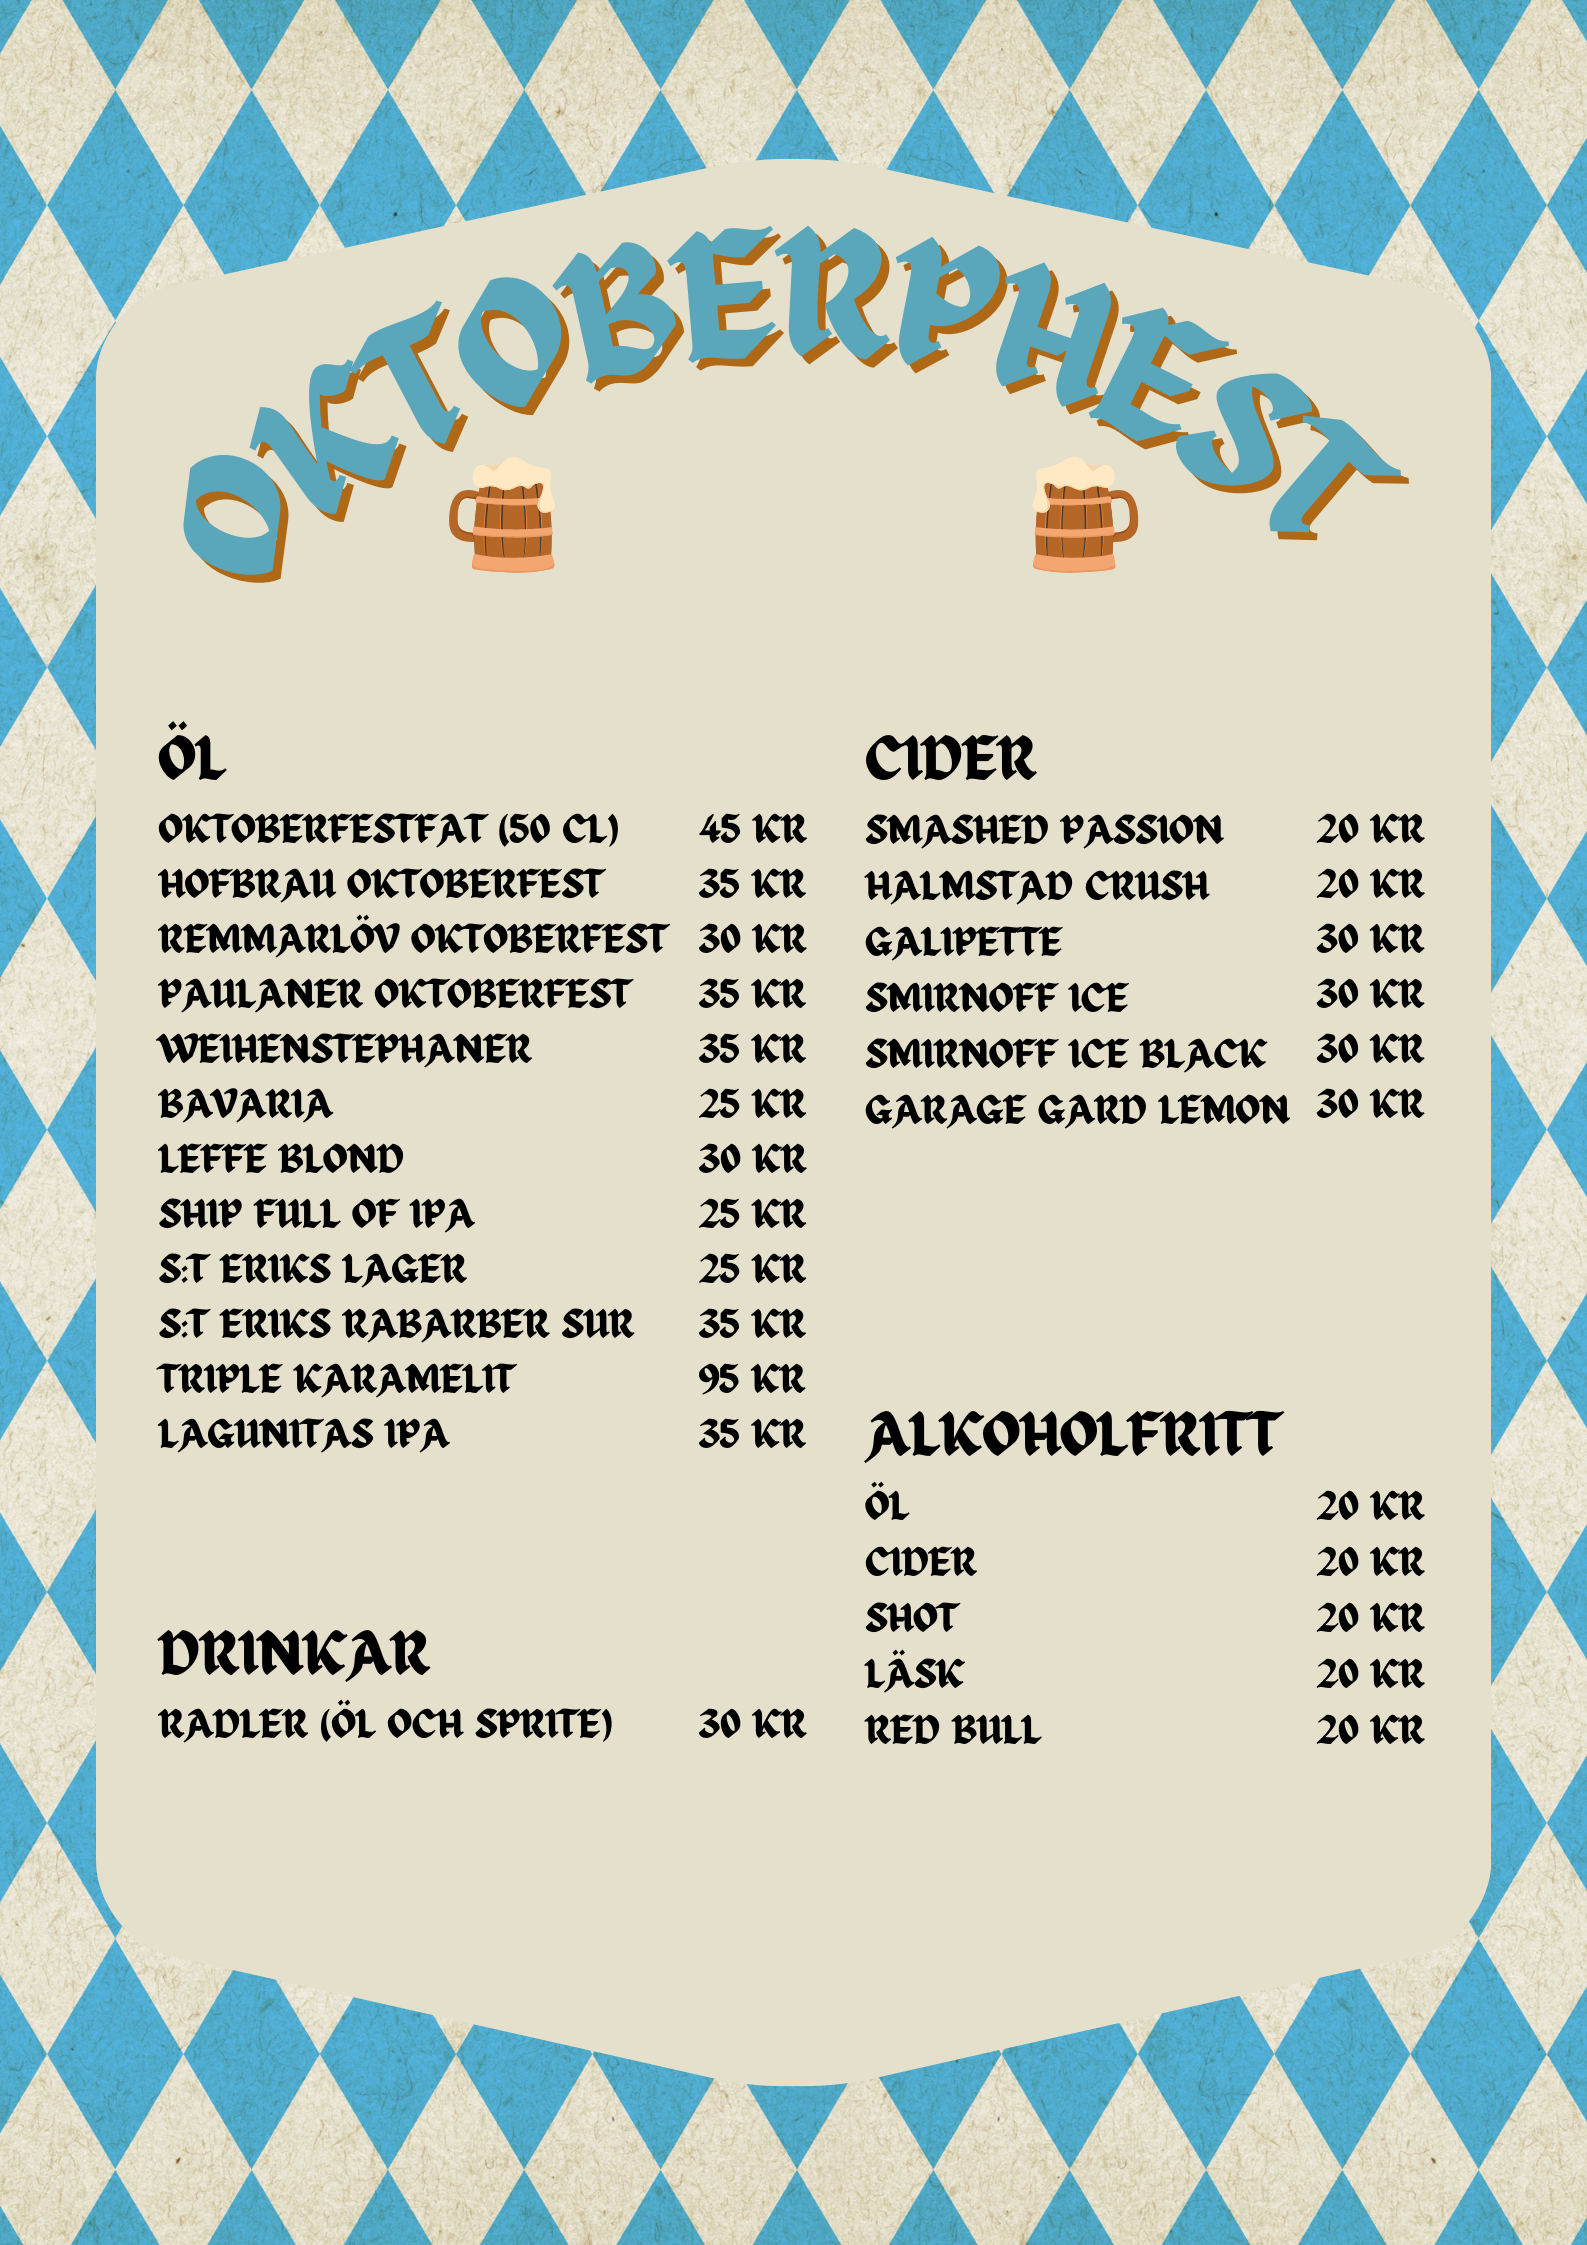 OKTOBERPHEST
ÖL
OKTOBERFESTFAT (50 CL) 45 KR
HOFBRAU OKTOBERFEST 35 KR
REMMARLÖV OKTOBERFEST 30 KR
PAULANER OKTOBERFEST 35 KR
WEIHENSTEPHANER 35 KR
BAVARIA 25 KR
LEFFE BLOND 30 KR
SHIP FULL OF IPA 25 KR
S:T ERIKS LAGER 25 KR
S:T ERIKS RABARBER SUR 35 KR
TRIPLE KARAMELIT 95 KR
LAGUNITAS IPA 35 KR
DRINKAR
RADLER (ÖL OCH SPRITE) 30 KR
CIDER
SMASHED PASSION 20 KR
HALMSTAD CRUSH 20 KR
GALIPETTE 30 KR
SMIRNOFF ICE 30 KR
SMIRNOFF ICE BLACK 30 KR
GARAGE GARD LEMON 30 KR
ALKOHOLFRITT
ÖL 20 KR
CIDER 20 KR
SHOT 20 KR
LÄSK 20 KR
RED BULL 20 KR